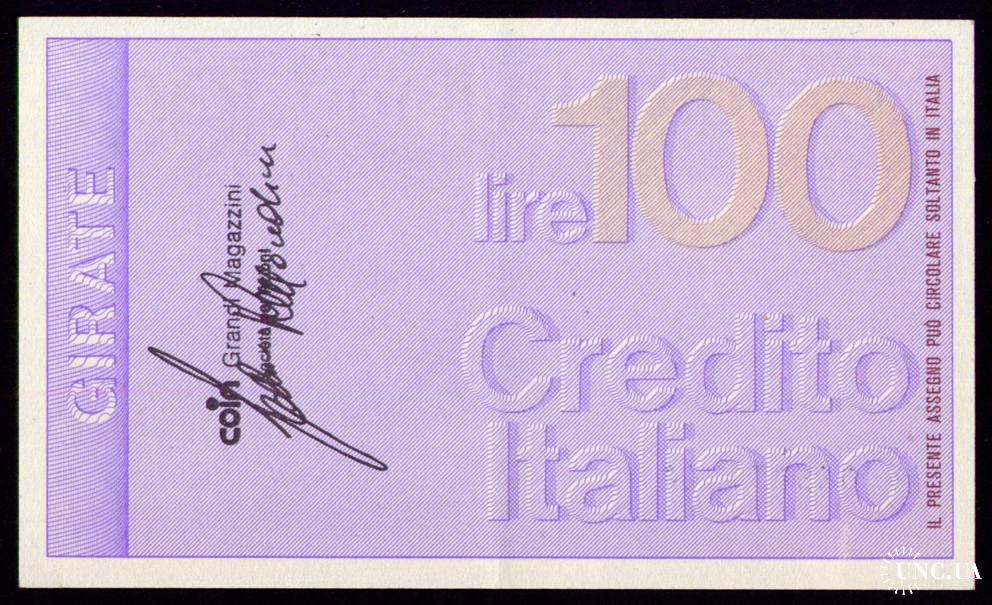 GIRATE
coin Grandi Magazzini
lire 100
Credito
Italiano
IL PRESENTE ASSEGNO PUÒ CIRCOLARE SOLTANTO IN ITALIA
UNC.UA